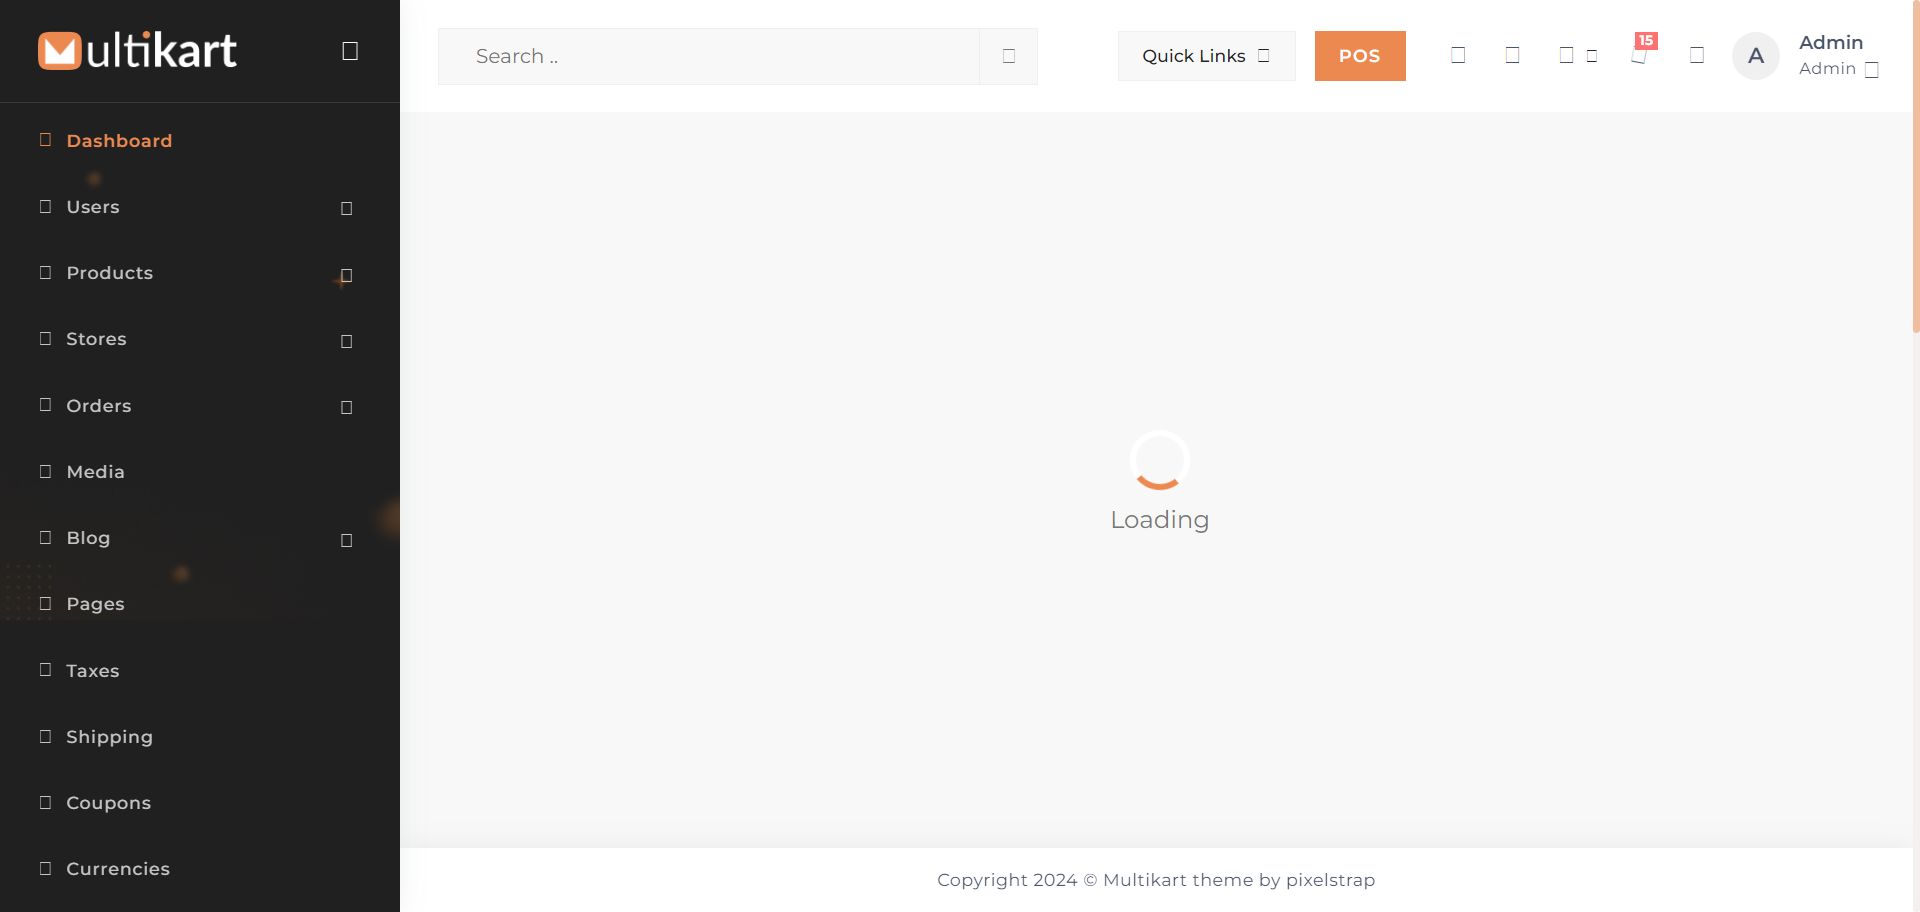 Multikart
Search ..
Quick Links
POS
15
A
Admin
Admin
Dashboard
Users
Products
Stores
Orders
Media
Blog
Pages
Taxes
Shipping
Coupons
Currencies
Loading
Copyright 2024 © Multikart theme by pixelstrap